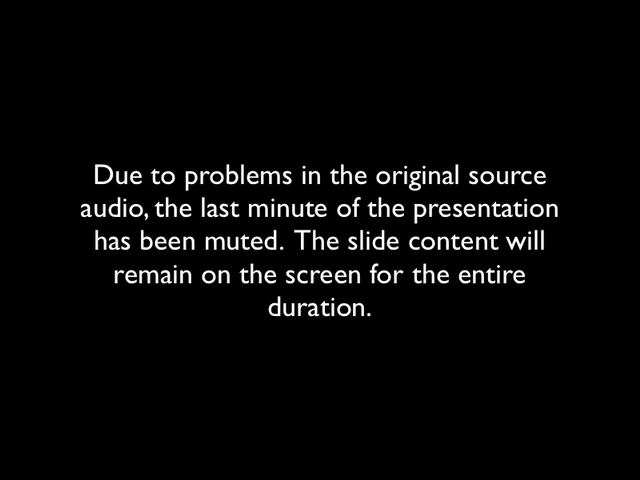 Due to problems in the original source
audio, the last minute of the presentation
has been muted. The slide content will
remain on the screen for the entire
duration.